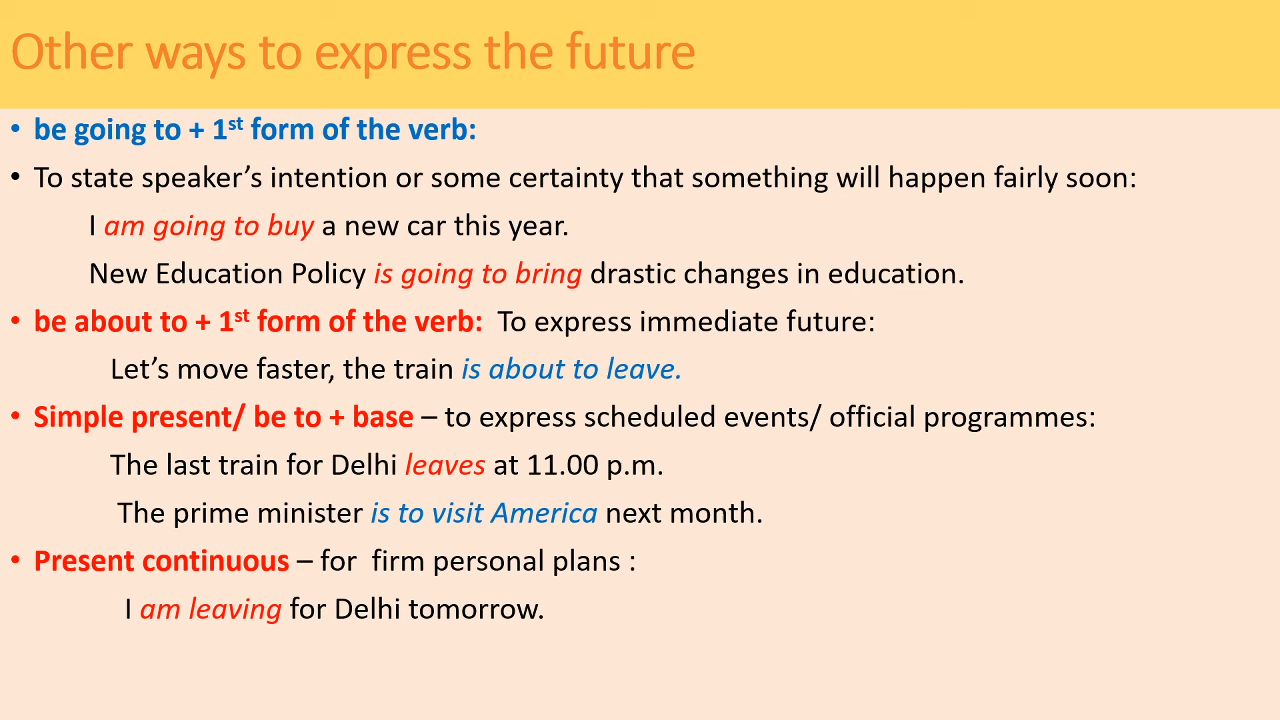 Other ways to express the future
• be going to + 1st form of the verb:
• To state speaker’s intention or some certainty that something will happen fairly soon:
I am going to buy a new car this year.
New Education Policy is going to bring drastic changes in education.
• be about to + 1st form of the verb: To express immediate future:
Let’s move faster, the train is about to leave.
• Simple present/ be to + base – to express scheduled events/ official programmes:
The last train for Delhi leaves at 11.00 p.m.
The prime minister is to visit America next month.
• Present continuous – for firm personal plans :
I am leaving for Delhi tomorrow.